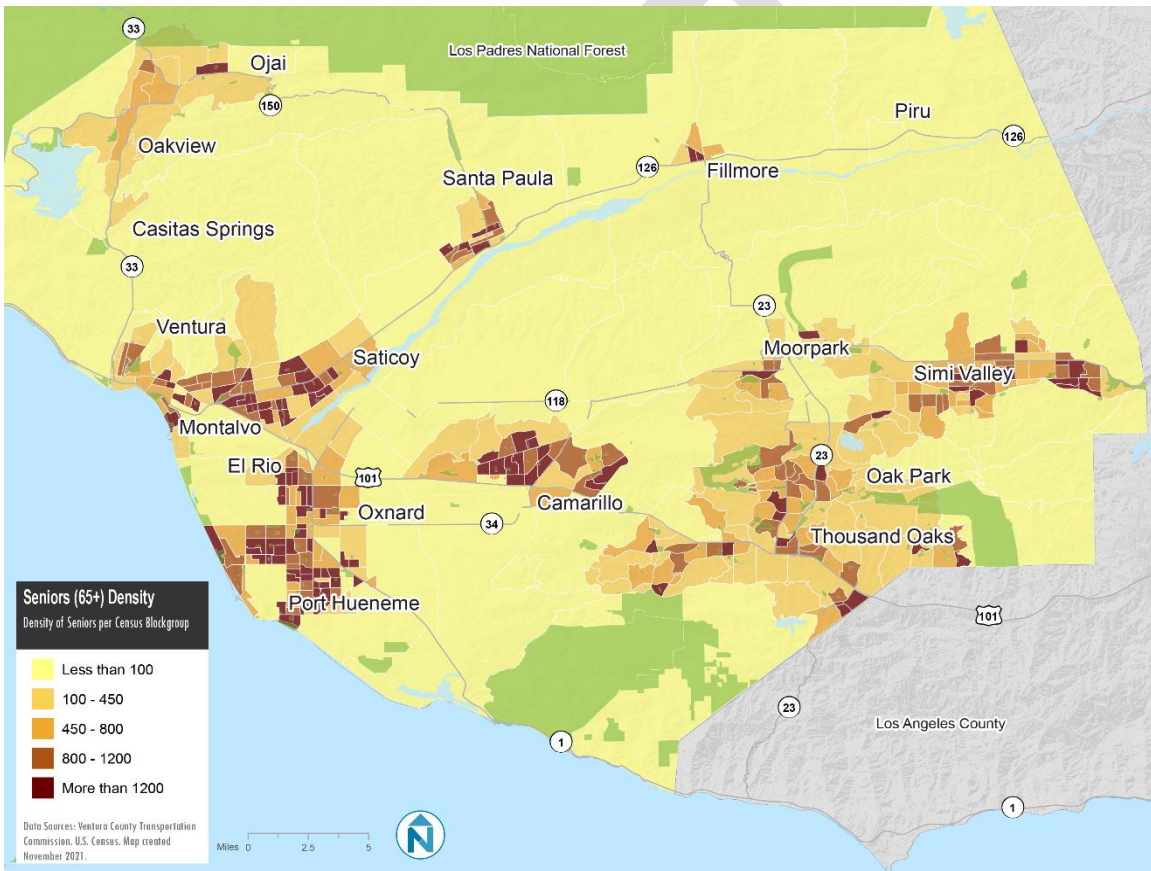 33
Los Padres National Forest
Ojai
150
Piru
126
Oakview
126
Fillmore
Santa Paula
Casitas Springs
33
23
Ventura
Saticoy
Moorpark
Simi Valley
118
Montalvo
El Rio
101
23
Oak Park
Oxnard
34
Camarillo
Thousand Oaks
Port Hueneme
101
23
Los Angeles County
1
1
Seniors (65+) Density
Density of Seniors per Census Blockgroup
Less than 100
100 - 450
450 - 800
800 - 1200
More than 1200
Data Sources: Ventura County Transportation
Commission. U.S. Census. Map created
November 2021.
Miles 0 2.5 5
N